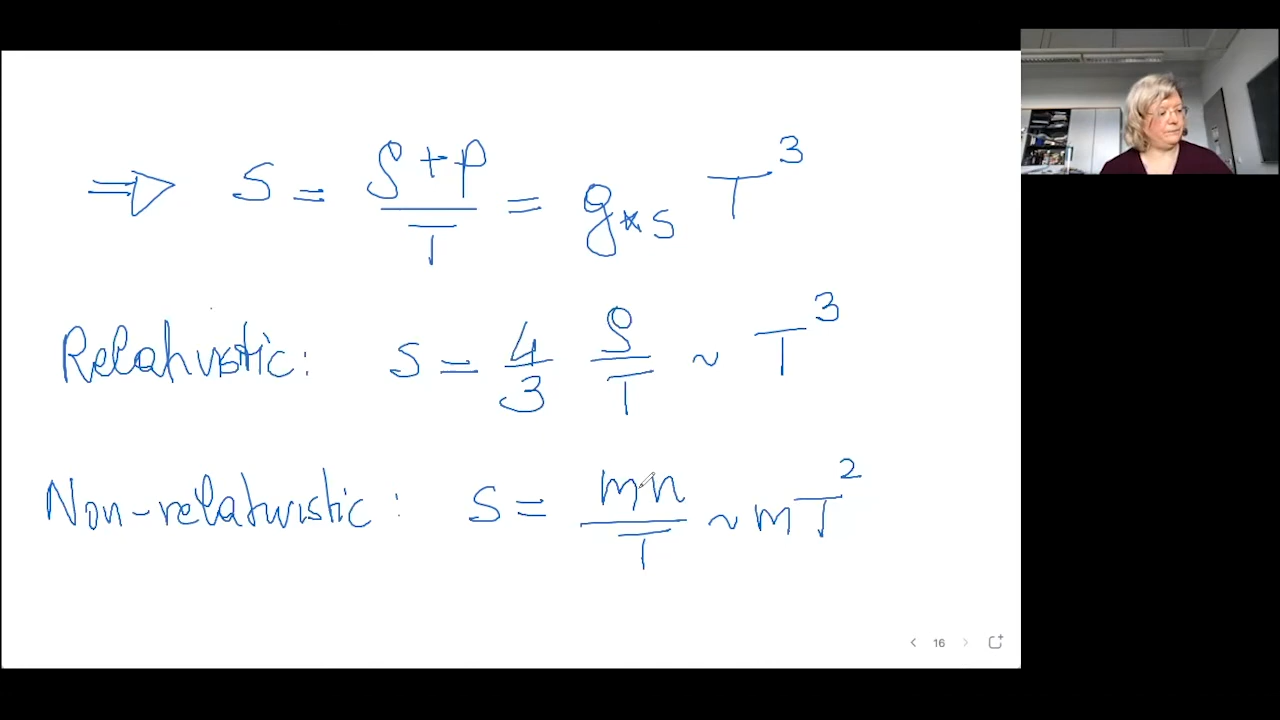 ⇒ s = (ρ + p)/T = g*s T³
Relativistic: s = 4/3 ρ/T ~ T³
Non-relativistic: s = mn/T ~ mT²
16